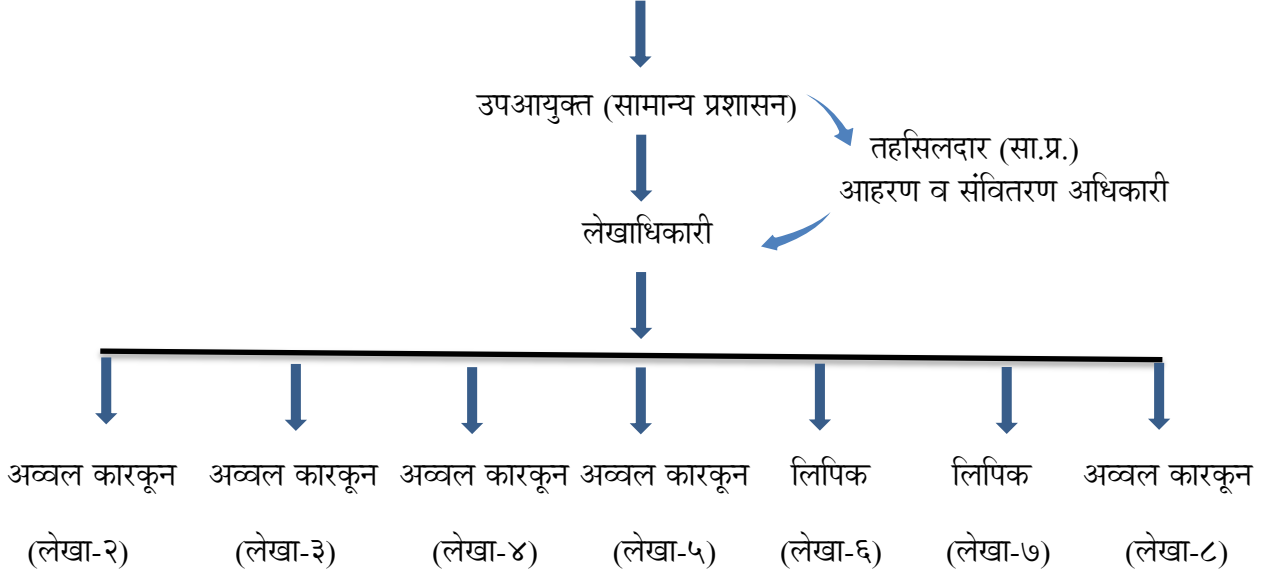 उपआयुक्त (सामान्य प्रशासन)
तहसिलदार (सा.प्र.)
आहरण व संवितरण अधिकारी
लेखाधिकारी
अव्वल कारकून अव्वल कारकून अव्वल कारकून अव्वल कारकून लिपिक लिपिक अव्वल कारकून
(लेखा-२) (लेखा-३) (लेखा-४) (लेखा-५) (लेखा-६) (लेखा-७) (लेखा-८)